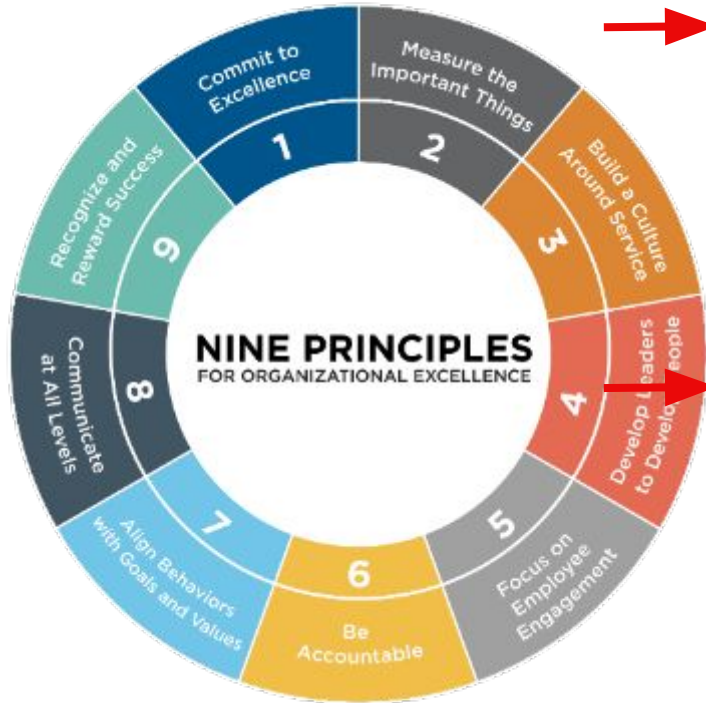 NINE PRINCIPLES
FOR ORGANIZATIONAL EXCELLENCE
1
Commit to
Excellence
2
Measure the
Important Things
3
Build a Culture
Around Service
4
Develop Leaders
to Develop People
5
Focus on
Employee
Engagement
6
Be
Accountable
7
Align Behaviors
with Goals and Values
8
Communicate
at All Levels
9
Recognize and
Reward Success